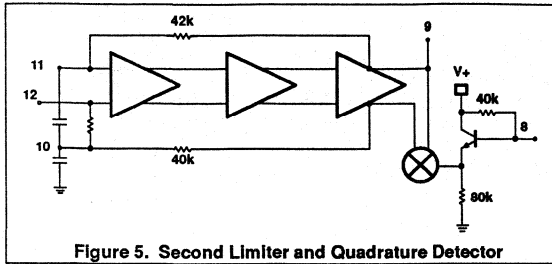 42k
9
11
V+
12
40k
8
10
40k
80k
Figure 5. Second Limiter and Quadrature Detector